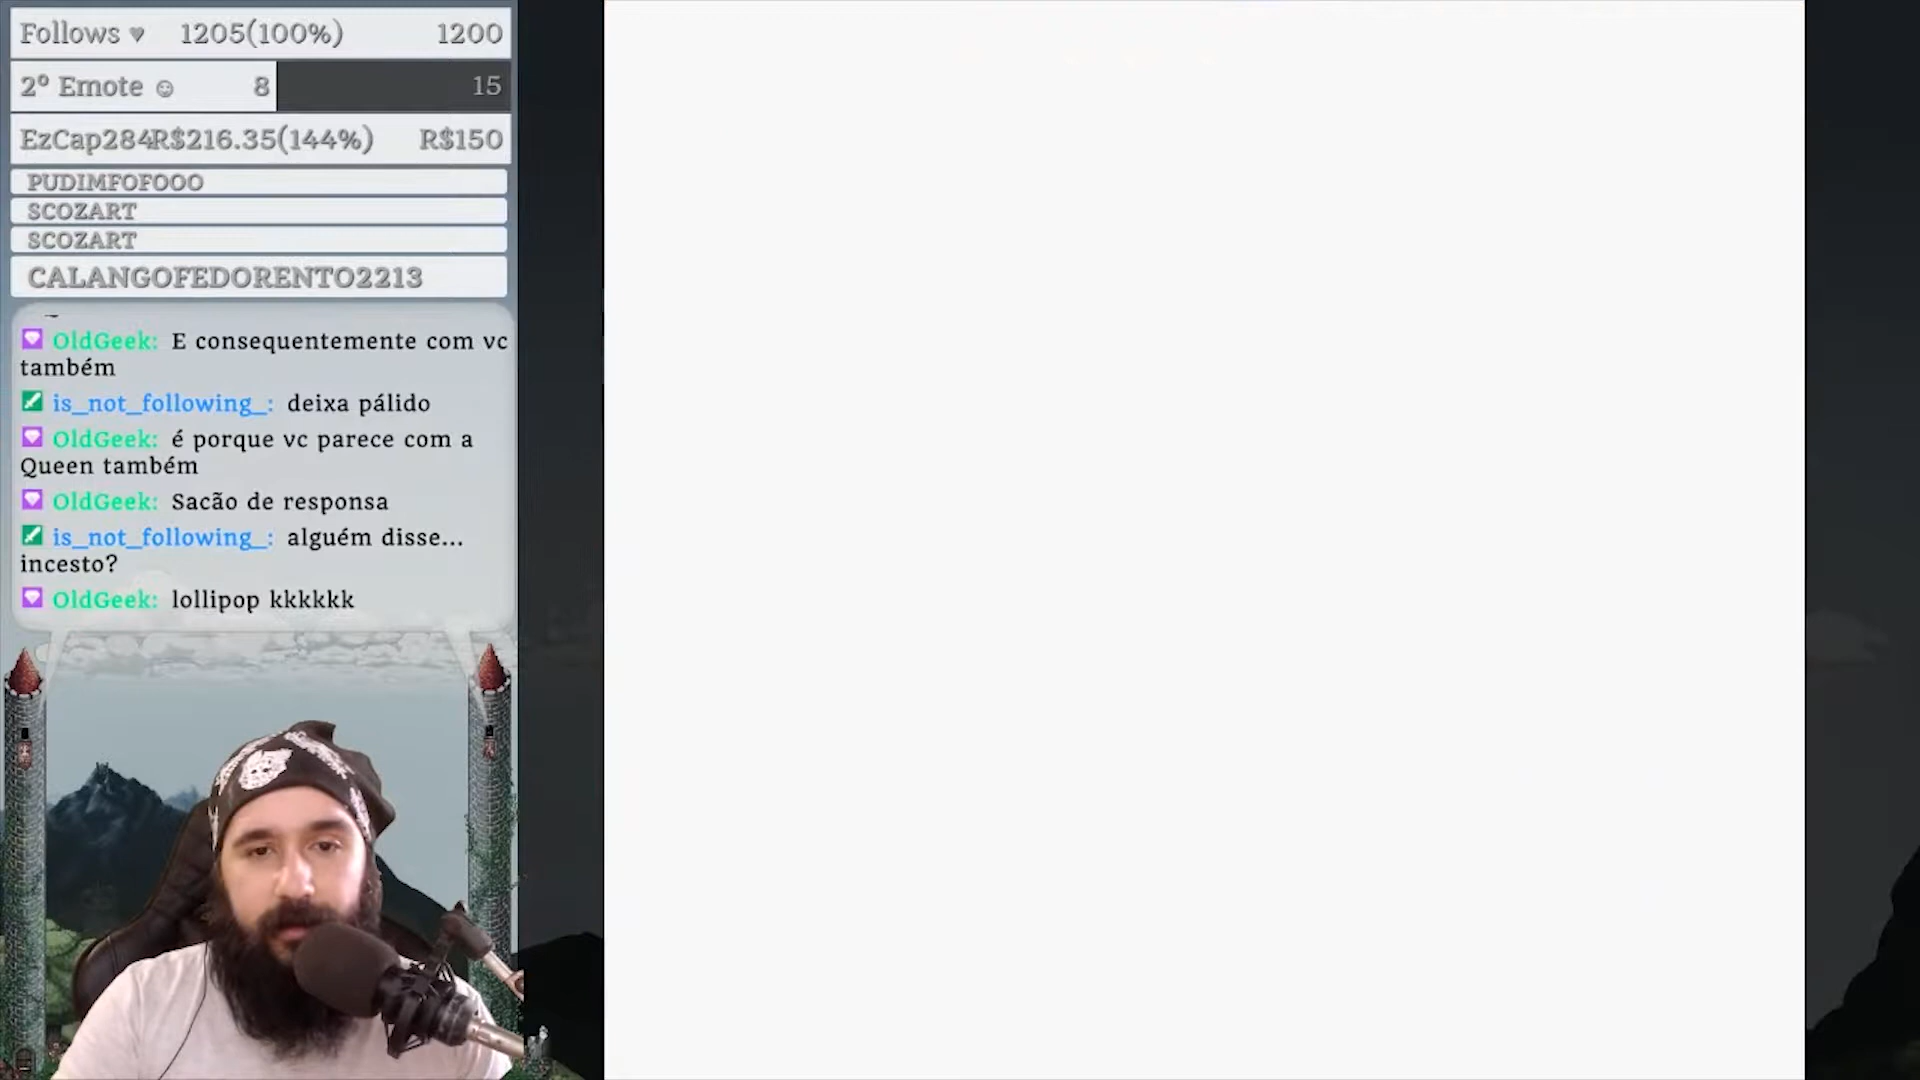 Follows ♥ 1205(100%) 1200
2º Emote ☺ 8 15
EzCap284R$216.35(144%) R$150
PUDIMFOFOOO
SCOZART
SCOZART
CALANGOFEDORENTO2213
OldGeek: E consequentemente com vc
também
is_not_following_: deixa pálido
OldGeek: é porque vc parece com a
Queen também
OldGeek: Sacão de responsa
is_not_following_: alguém disse...
incesto?
OldGeek: lollipop kkkkkk